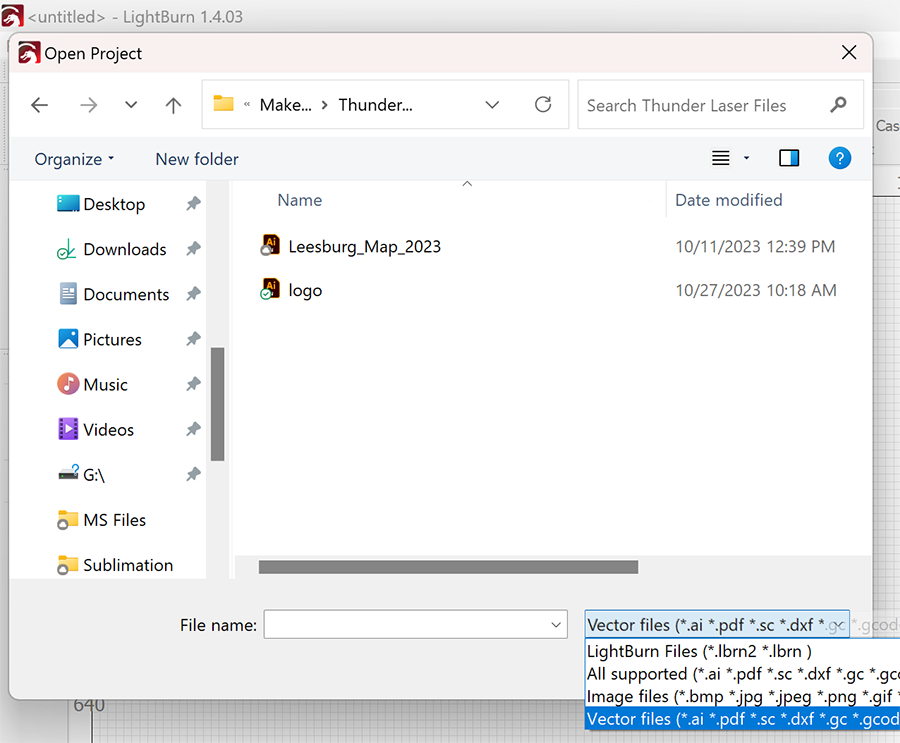 <untitled> - LightBurn 1.4.03
Open Project
« Make... > Thunder...
Search Thunder Laser Files
Cas
Organize
New folder
?
Name
Date modified
Desktop
Downloads
Documents
Pictures
Music
Videos
G:\
MS Files
Sublimation
Ai Leesburg_Map_2023 10/11/2023 12:39 PM
Ai logo 10/27/2023 10:18 AM
File name:
Vector files (*.ai *.pdf *.sc *.dxf *.gc *.gcod
LightBurn Files (*.lbrn2 *.lbrn )
All supported (*.ai *.pdf *.sc *.dxf *.gc *.gc
Image files (*.bmp *.jpg *.jpeg *.png *.gif *
Vector files (*.ai *.pdf *.sc *.dxf *.gc *.gcod
640